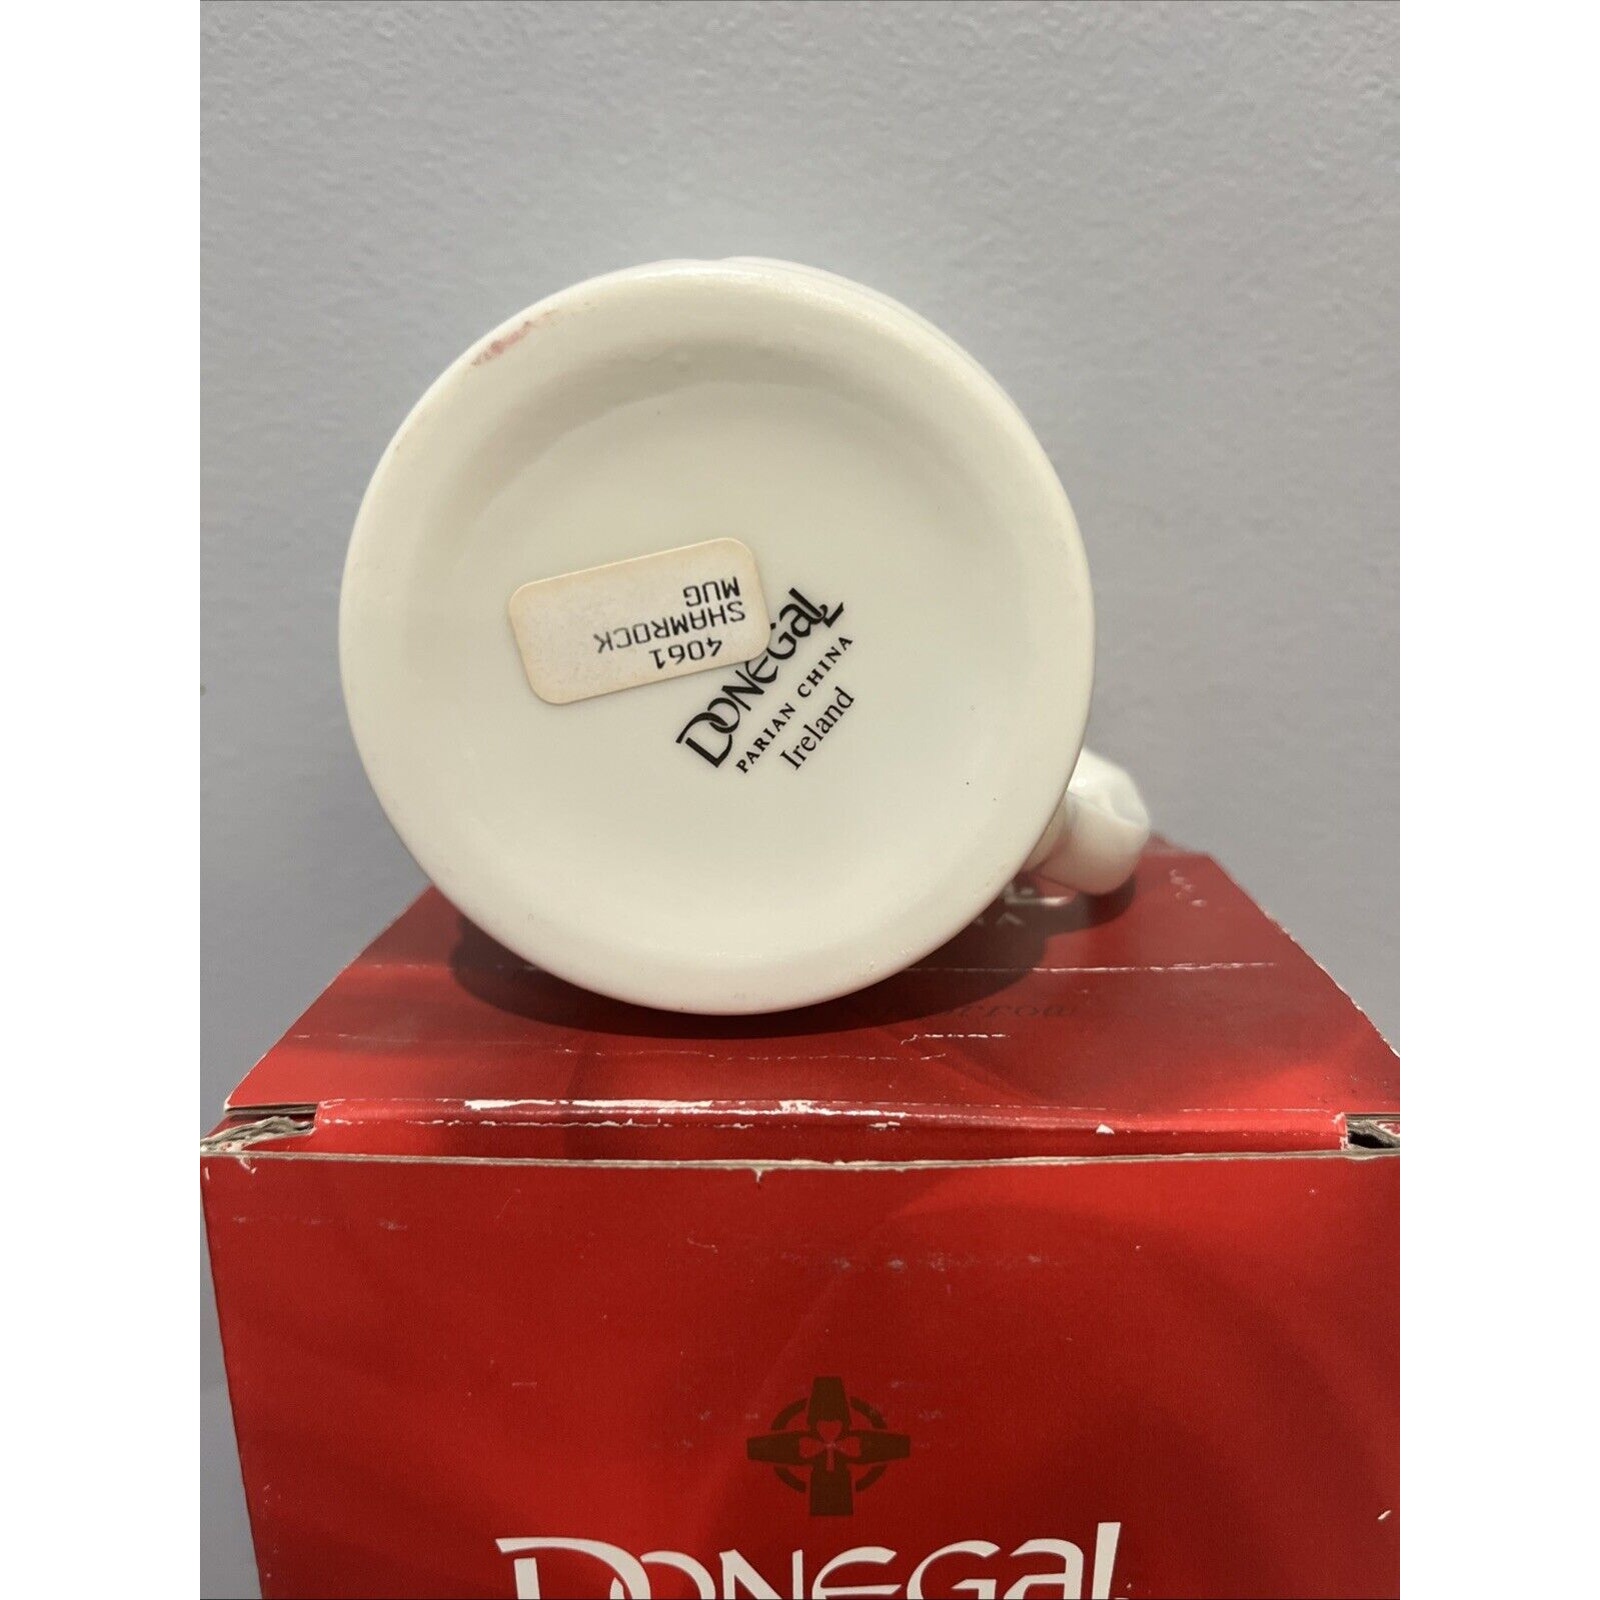 4061
SHAMROCK
MUG
DONEGAL
PARIAN CHINA
Ireland
DONEGAL